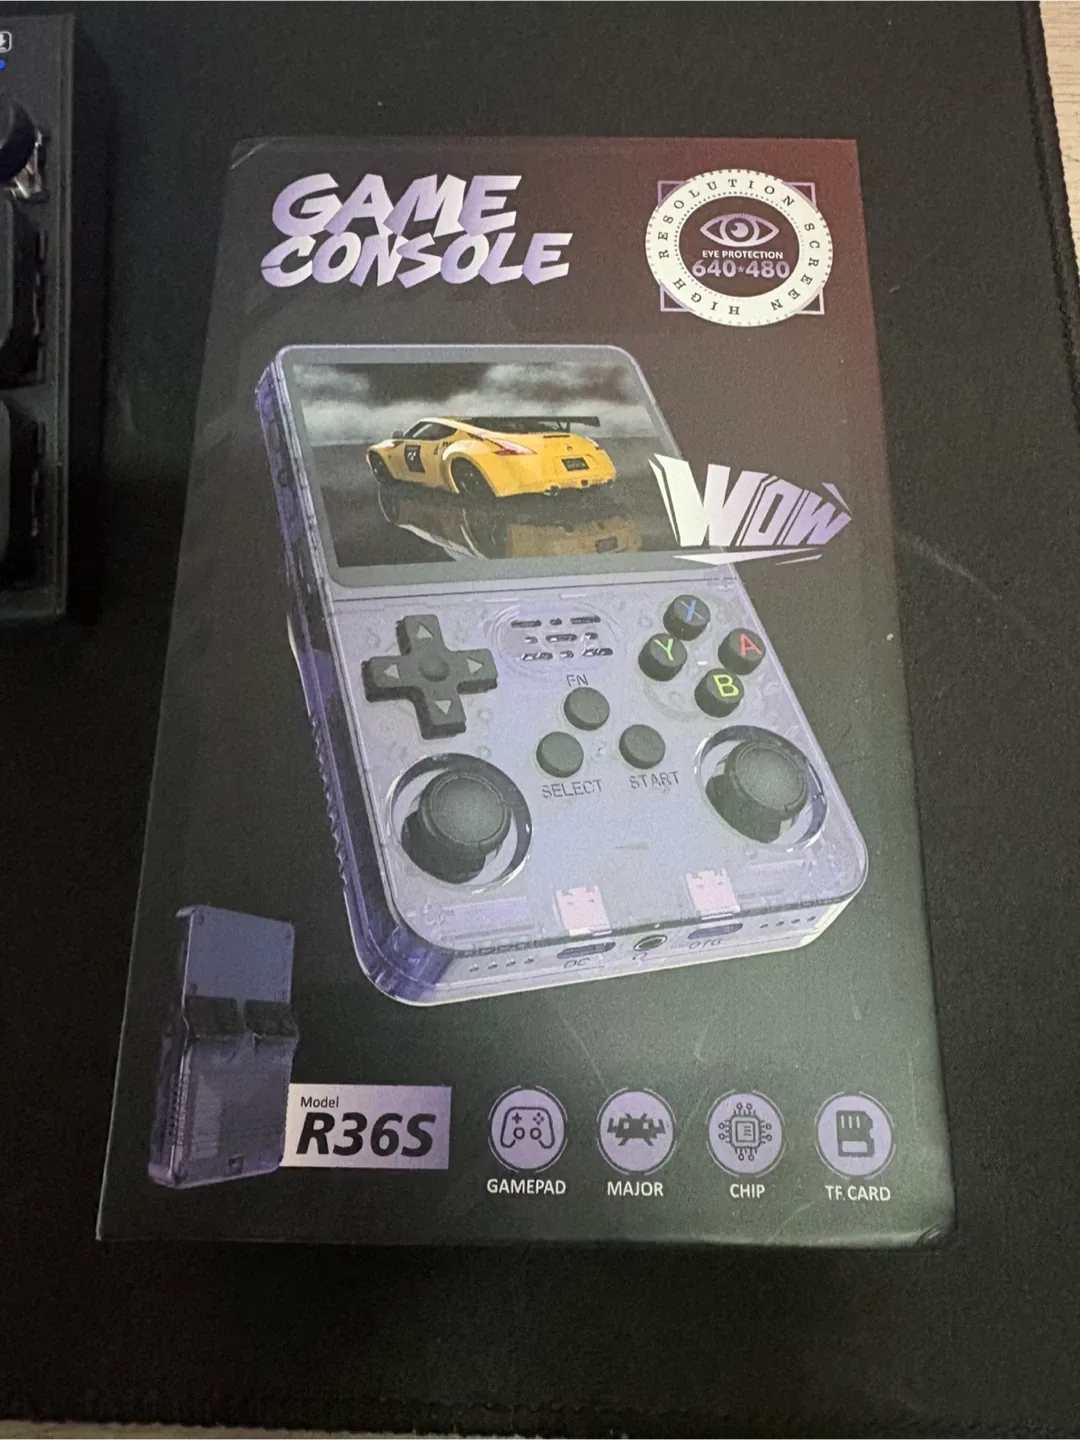 GAME
CONSOLE
HIGH RESOLUTION SCREEN
EYE PROTECTION
640*480
WOW
X
Y
A
B
FN
SELECT
START
DC
OTG
Model
R36S
GAMEPAD
MAJOR
CHIP
TF CARD